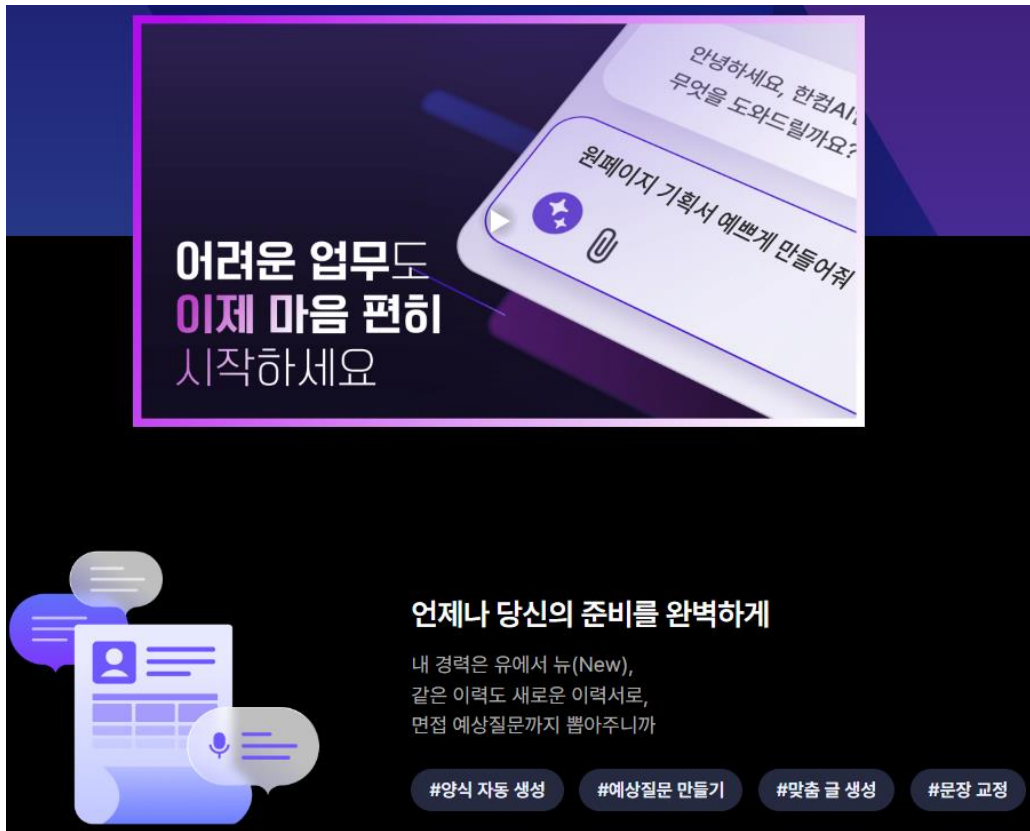 안녕하세요, 한컴AI
무엇을 도와드릴까요?
원페이지 기획서 예쁘게 만들어줘
어려운 업무도
이제 마음 편히
시작하세요
언제나 당신의 준비를 완벽하게
내 경력은 유에서 뉴(New),
같은 이력도 새로운 이력서로,
면접 예상질문까지 뽑아주니까
#양식 자동 생성 #예상질문 만들기 #맞춤 글 생성 #문장 교정